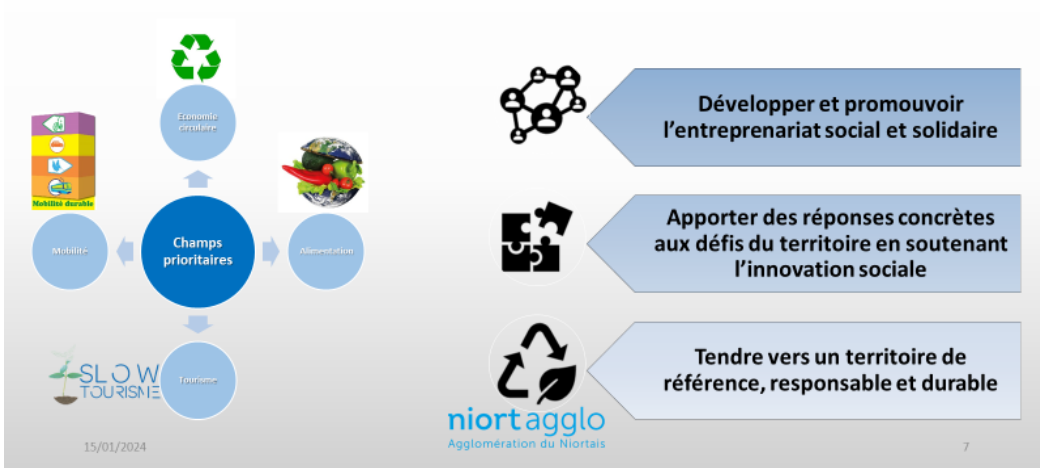 Economie
circulaire
Mobilité durable
Mobilité
Champs
prioritaires
Alimentation
SLOW
TOURISME
Tourisme
Développer et promouvoir
l'entreprenariat social et solidaire
Apporter des réponses concrètes
aux défis du territoire en soutenant
l'innovation sociale
Tendre vers un territoire de
référence, responsable et durable
niortagglo
Agglomération du Niortais
15/01/2024
7